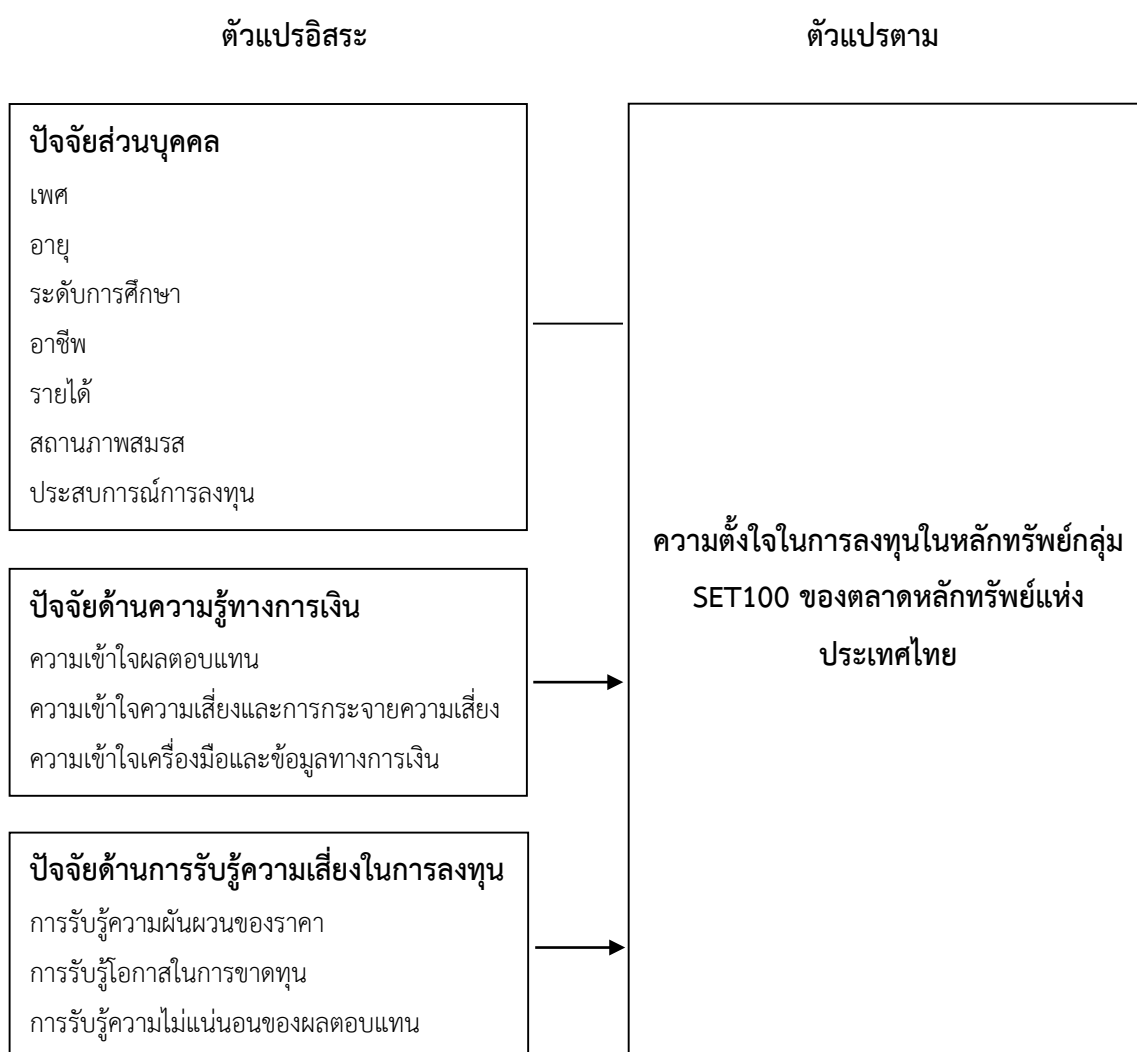 ตัวแปรอิสระ
ตัวแปรตาม
ปัจจัยส่วนบุคคล
เพศ
อายุ
ระดับการศึกษา
อาชีพ
รายได้
สถานภาพสมรส
ประสบการณ์การลงทุน
ปัจจัยด้านความรู้ทางการเงิน
ความเข้าใจผลตอบแทน
ความเข้าใจความเสี่ยงและการกระจายความเสี่ยง
ความเข้าใจเครื่องมือและข้อมูลทางการเงิน
ปัจจัยด้านการรับรู้ความเสี่ยงในการลงทุน
การรับรู้ความผันผวนของราคา
การรับรู้โอกาสในการขาดทุน
การรับรู้ความไม่แน่นอนของผลตอบแทน
ความตั้งใจในการลงทุนในหลักทรัพย์กลุ่ม
SET100 ของตลาดหลักทรัพย์แห่ง
ประเทศไทย